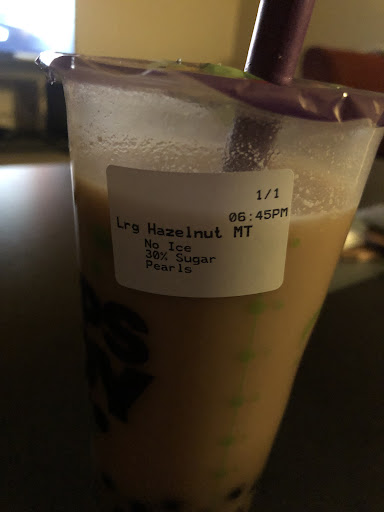 1/1
06:45PM
Lrg Hazelnut MT
No Ice
30% Sugar
Pearls